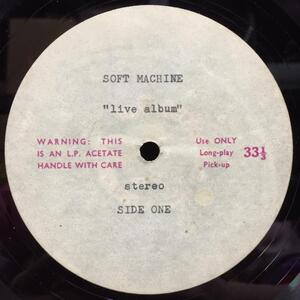 SOFT MACHINE
"live album"
WARNING: THIS
IS AN L.P. ACETATE
HANDLE WITH CARE
Use ONLY
Long-play
Pick-up
33⅓
stereo
SIDE ONE